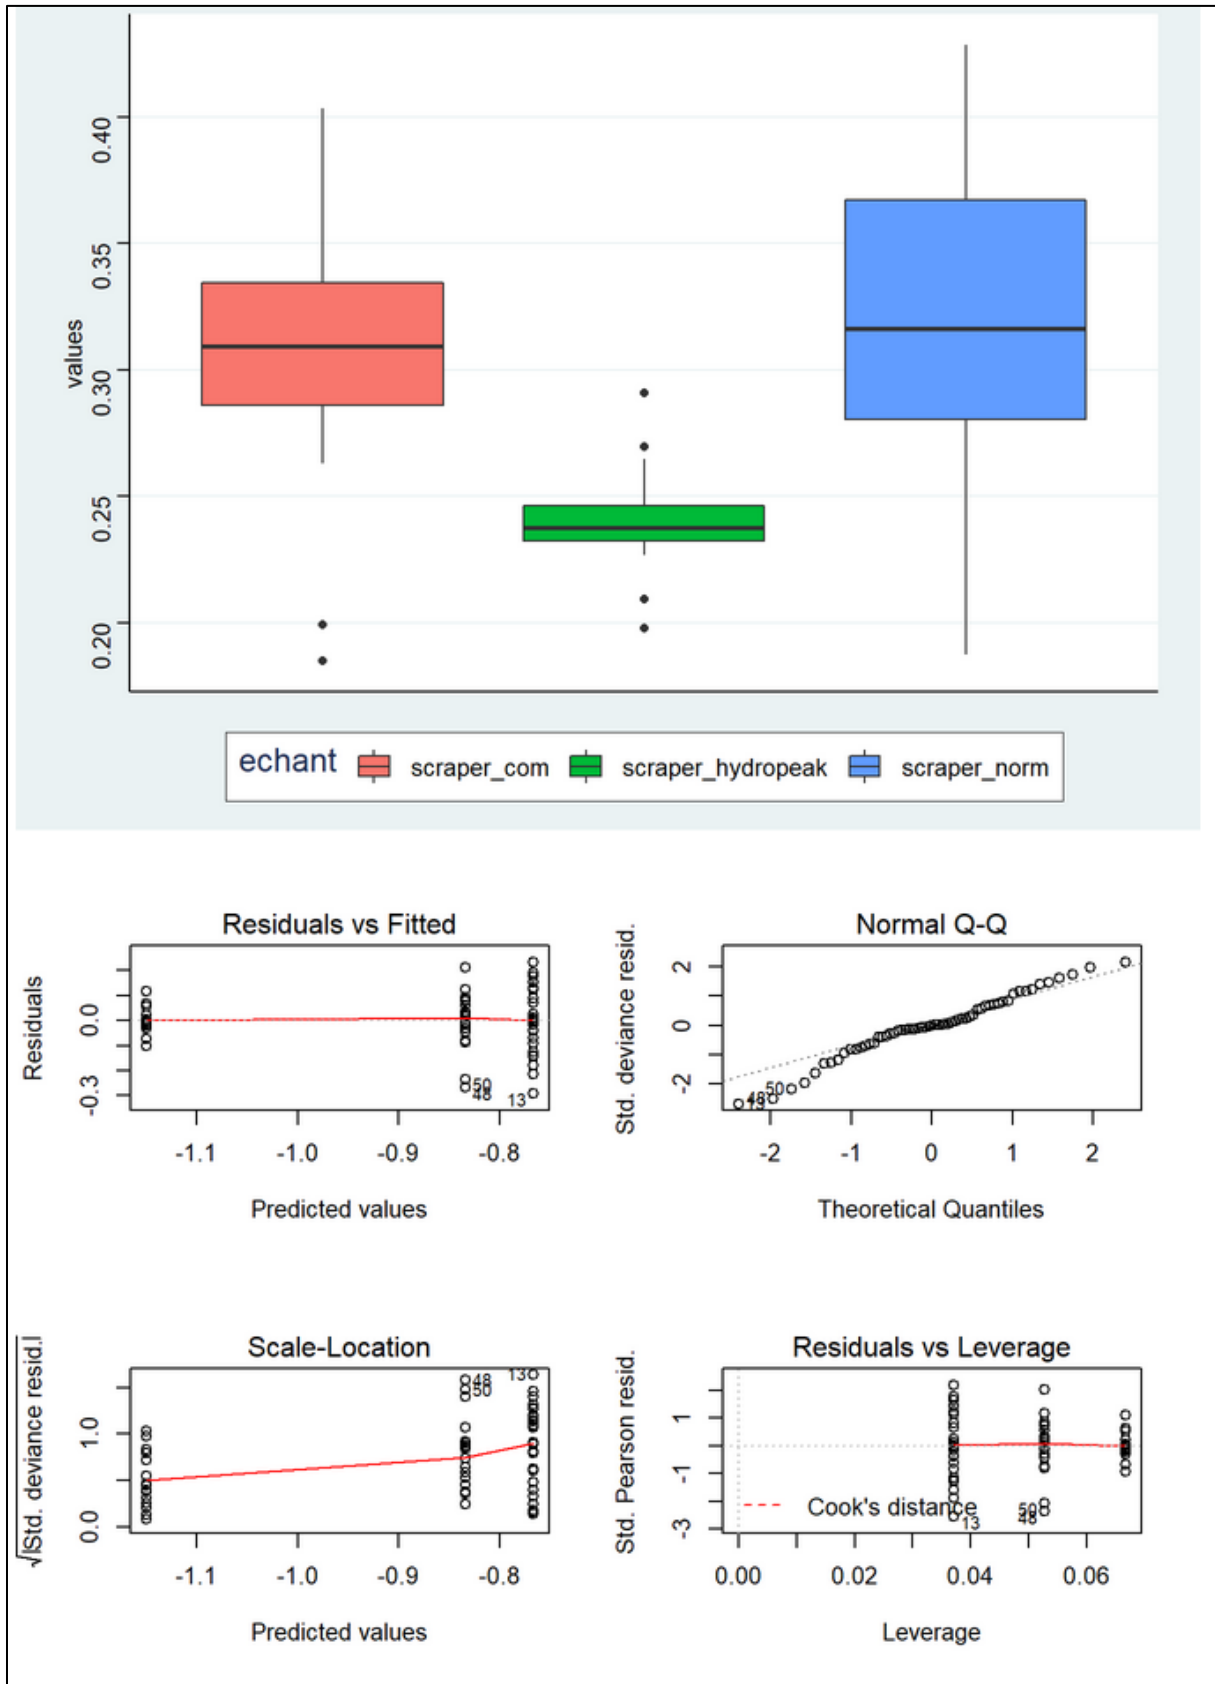 0.40
0.35
0.30
0.25
0.20
values
echant scraper_com scraper_hydropeak scraper_norm
Residuals vs Fitted
Residuals
0.0
-0.3
50
48 13
-1.1 -1.0 -0.9 -0.8
Predicted values
Normal Q-Q
Std. deviance resid.
2
0
-2
50
48
13
-2 -1 0 1 2
Theoretical Quantiles
Scale-Location
√|Std. deviance resid.|
1.0
0.0
48 13
50
-1.1 -1.0 -0.9 -0.8
Predicted values
Residuals vs Leverage
Std. Pearson resid.
1
-1
-3
Cook's distance
50
13 48
0.00 0.02 0.04 0.06
Leverage